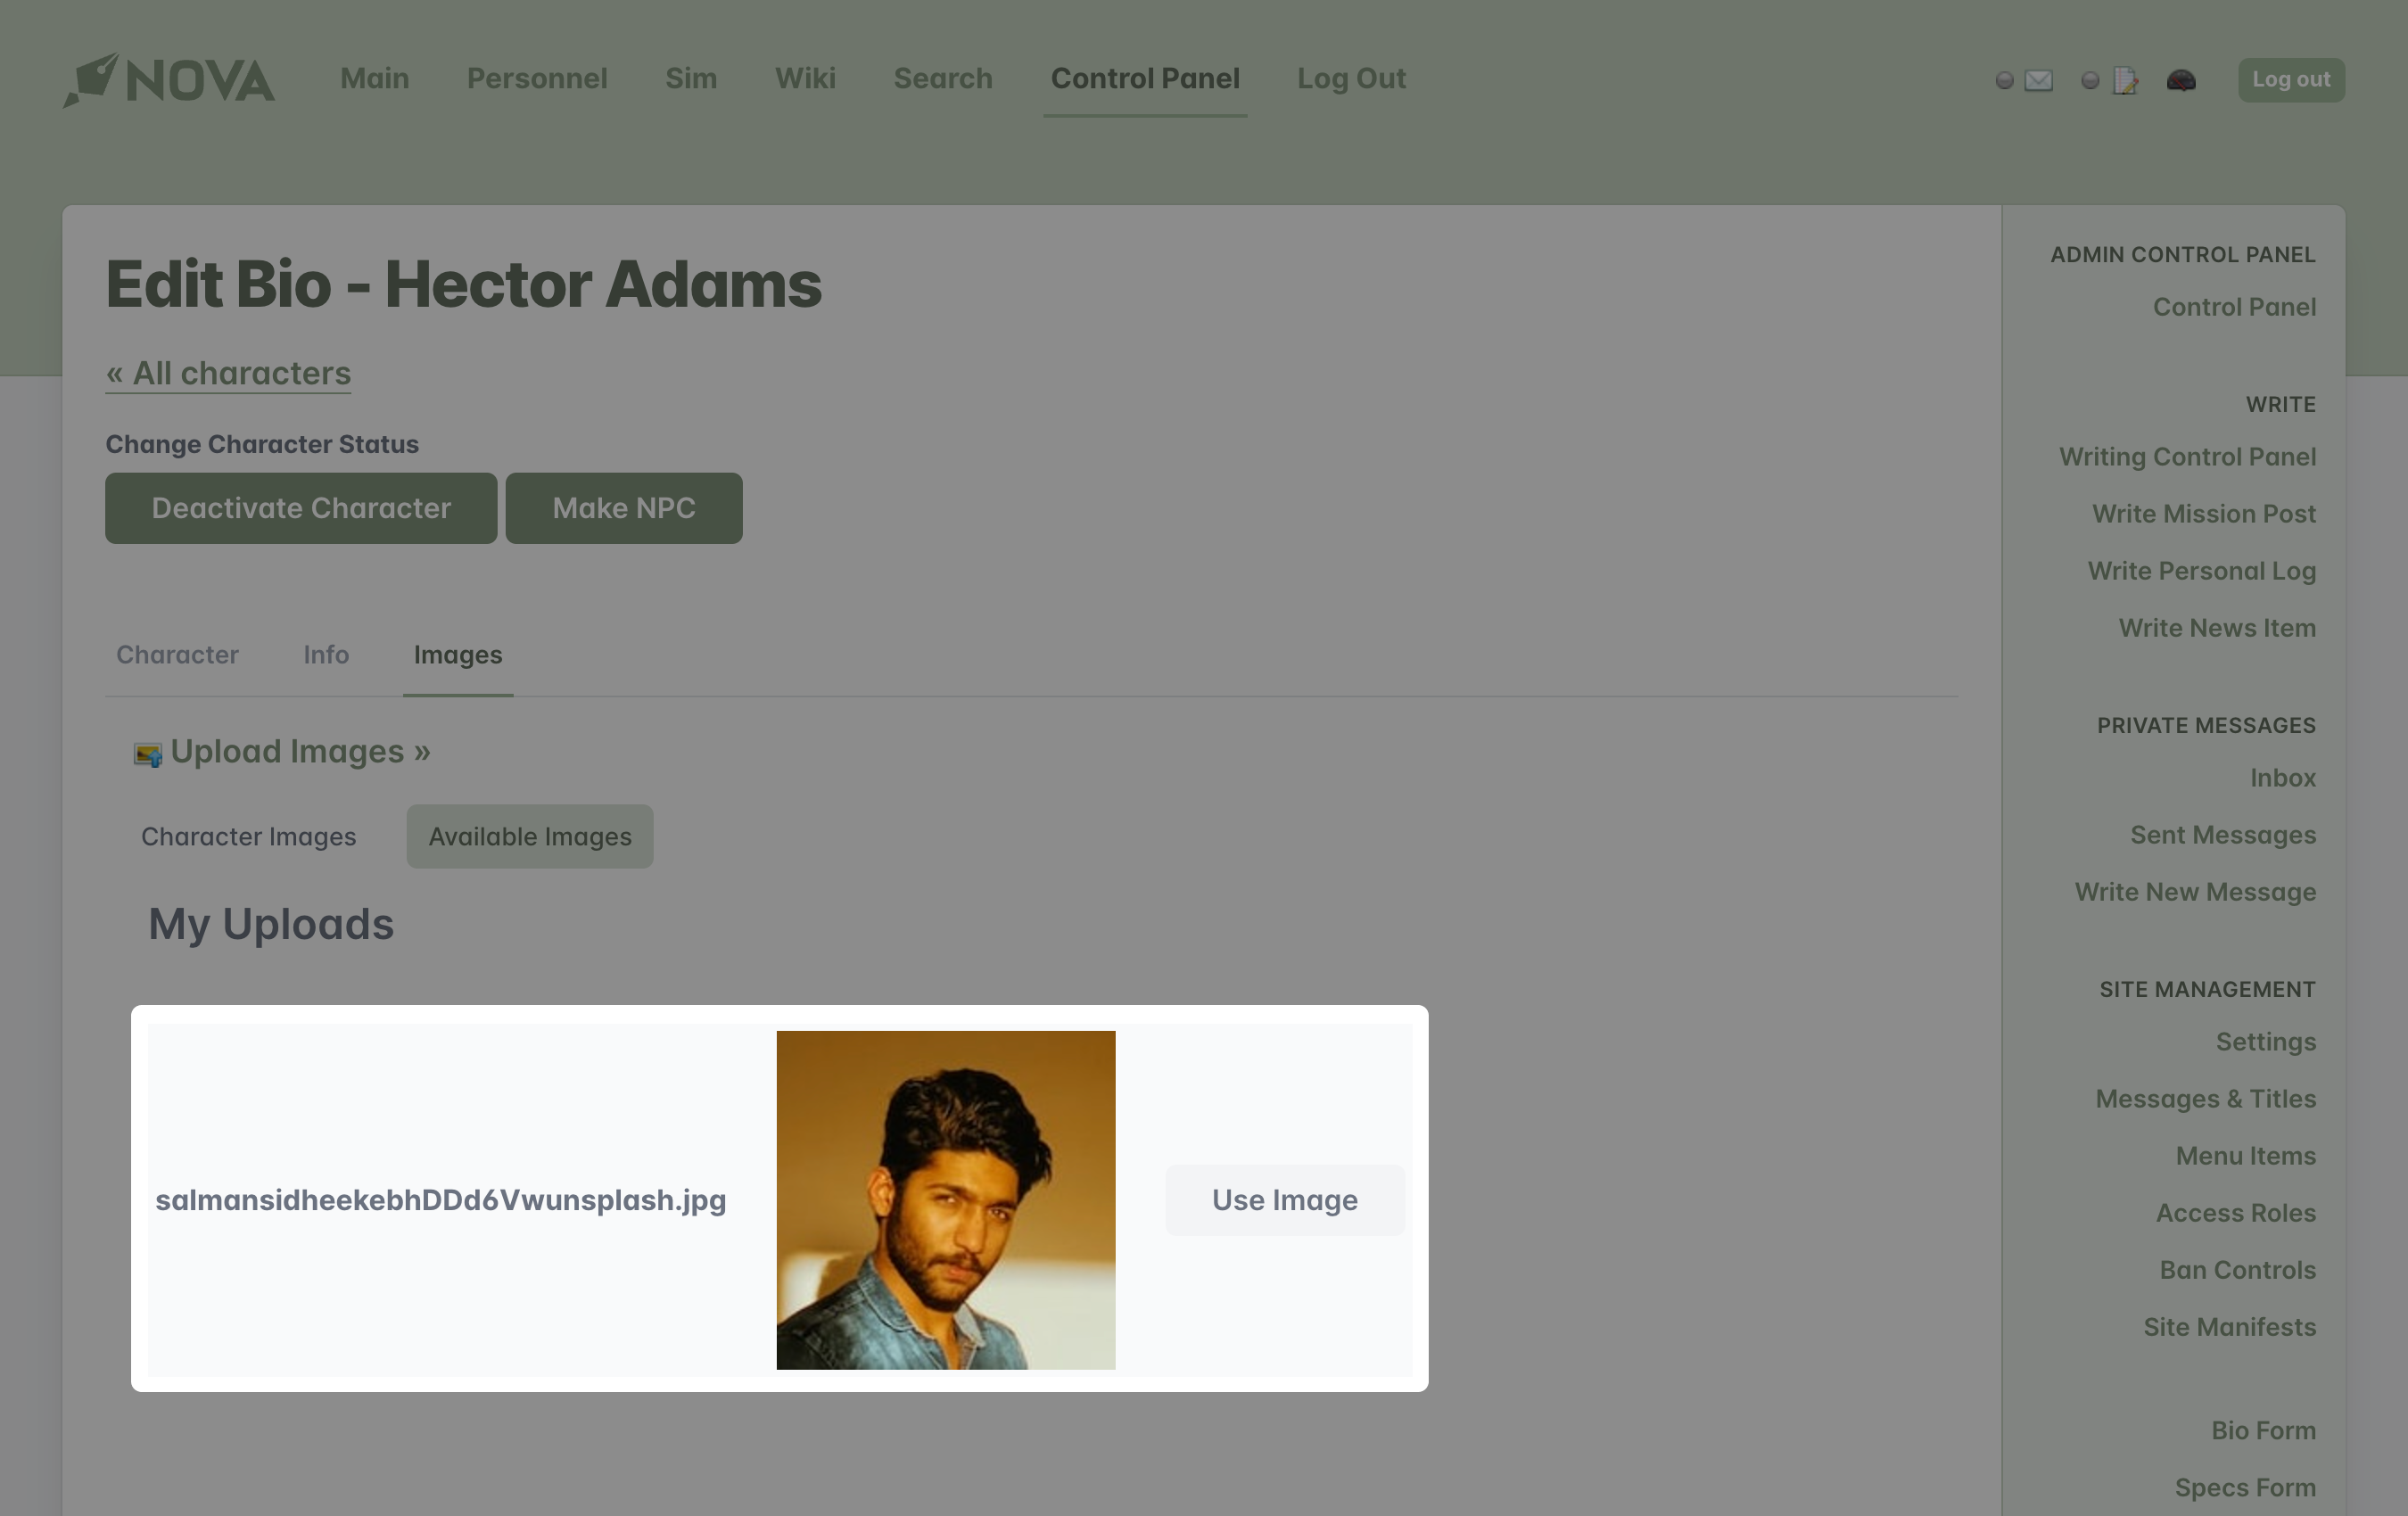 NOVA Main Personnel Sim Wiki Search Control Panel Log Out Log out
Edit Bio - Hector Adams
« All characters
Change Character Status
Deactivate Character Make NPC
Character Info Images
Upload Images »
Character Images Available Images
My Uploads
salmansidheekebhDDd6Vwunsplash.jpg Use Image
ADMIN CONTROL PANEL
Control Panel
WRITE
Writing Control Panel
Write Mission Post
Write Personal Log
Write News Item
PRIVATE MESSAGES
Inbox
Sent Messages
Write New Message
SITE MANAGEMENT
Settings
Messages & Titles
Menu Items
Access Roles
Ban Controls
Site Manifests
Bio Form
Specs Form